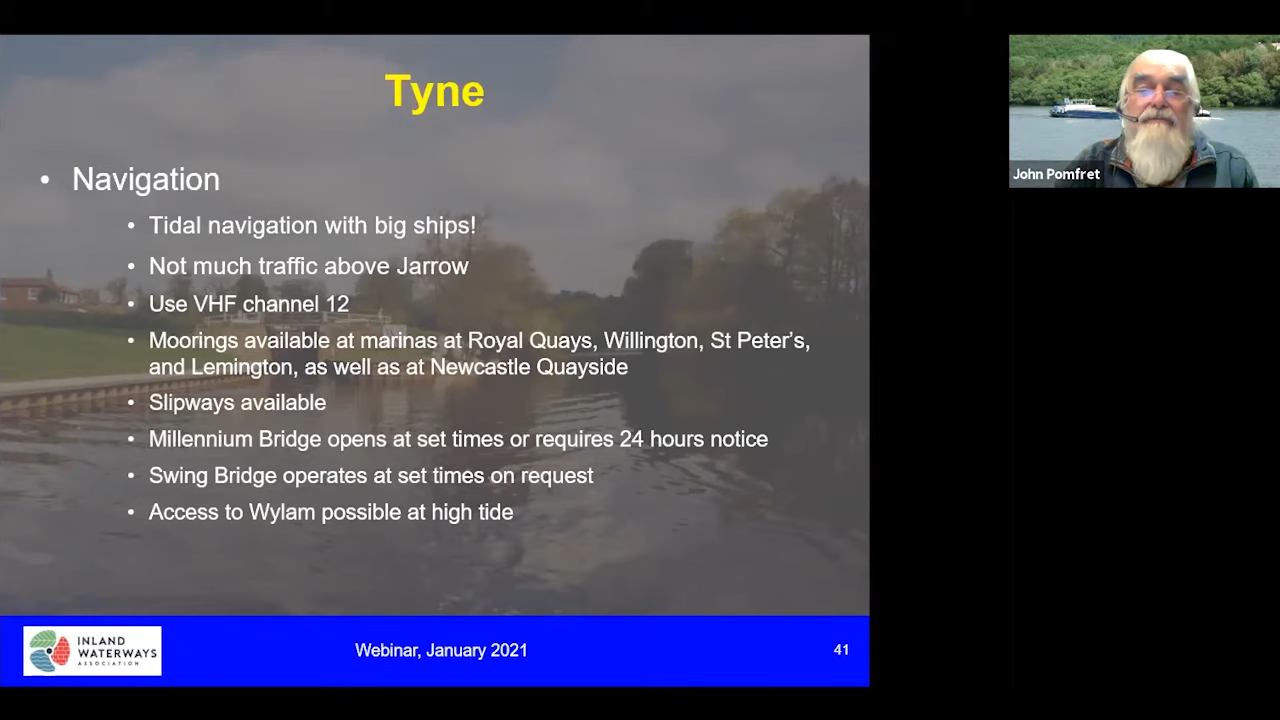 Tyne
• Navigation
• Tidal navigation with big ships!
• Not much traffic above Jarrow
• Use VHF channel 12
• Moorings available at marinas at Royal Quays, Willington, St Peter’s,
and Lemington, as well as at Newcastle Quayside
• Slipways available
• Millennium Bridge opens at set times or requires 24 hours notice
• Swing Bridge operates at set times on request
• Access to Wylam possible at high tide
INLAND
WATERWAYS
ASSOCIATION
Webinar, January 2021
41
John Pomfret